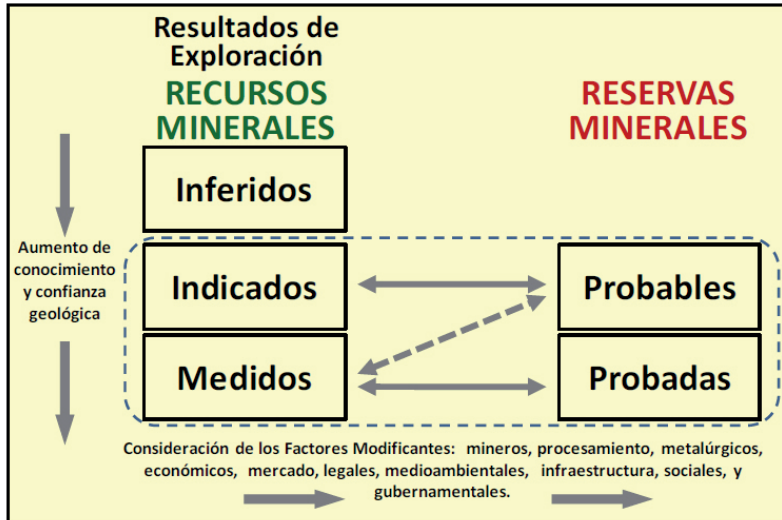 Resultados de
Exploración
RECURSOS
MINERALES
RESERVAS
MINERALES
Inferidos
Aumento de
conocimiento
y confianza
geológica
Indicados
Probables
Medidos
Probadas
Consideración de los Factores Modificantes: mineros, procesamiento, metalúrgicos,
económicos, mercado, legales, medioambientales, infraestructura, sociales, y
gubernamentales.